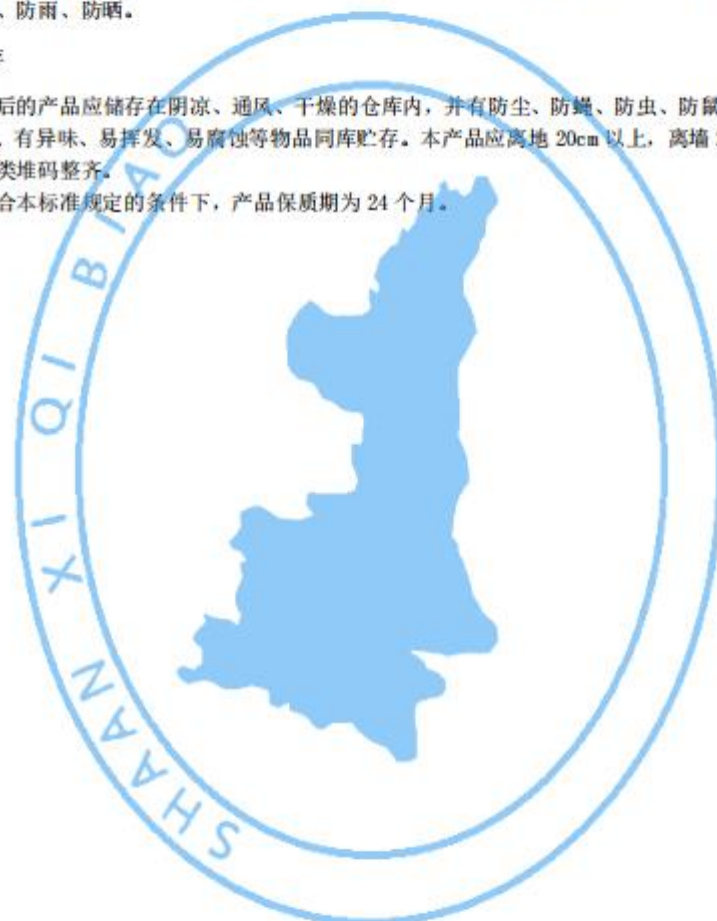 、防雨、防晒。
后的产品应储存在阴凉、通风、干燥的仓库内，并有防尘、防蝇、防虫、防鼠
，有异味、易挥发、易腐蚀等物品同库贮存。本产品应离地 20cm 以上，离墙
类堆码整齐。
合本标准规定的条件下，产品保质期为 24 个月。
SHAAN XI QI BIAO